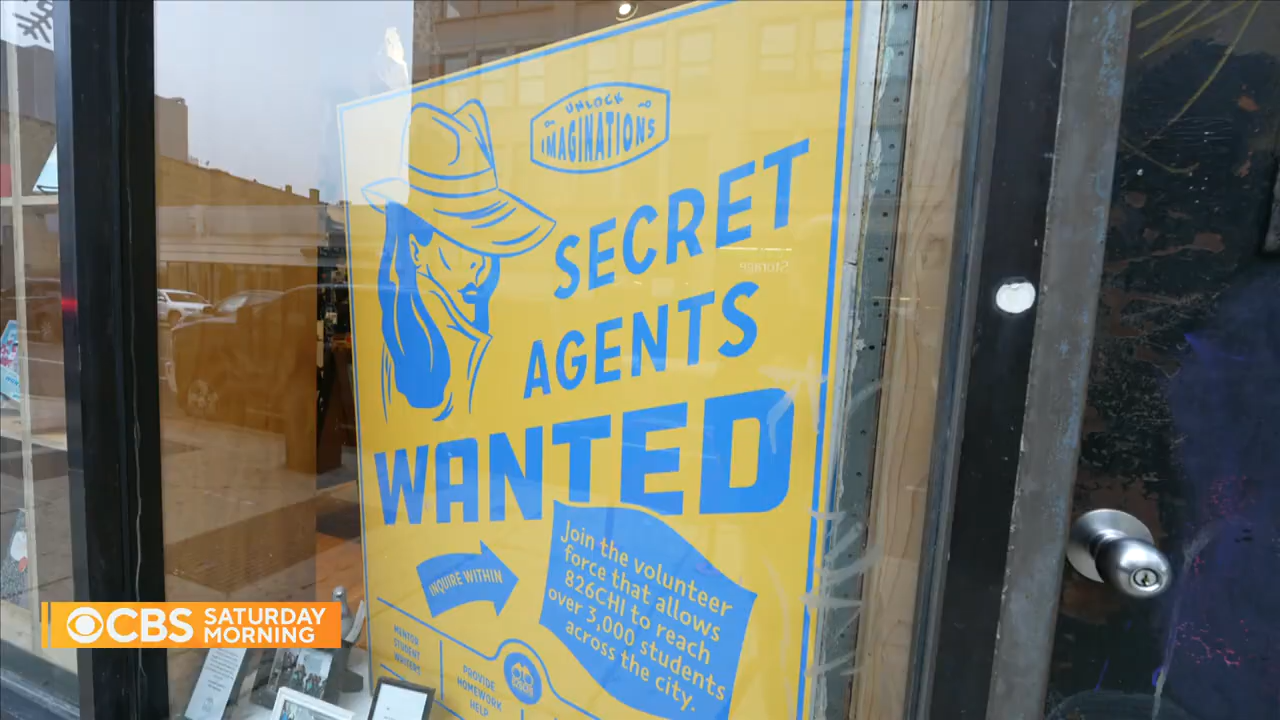 UNLOCK
IMAGINATIONS
SECRET
AGENTS
WANTED
INQUIRE WITHIN
Join the volunteer
force that allows
826CHI to reach
over 3,000 students
across the city.
MENTOR
STUDENT
WRITERS
PROVIDE
HOMEWORK
HELP
Storage
CBS SATURDAY
MORNING